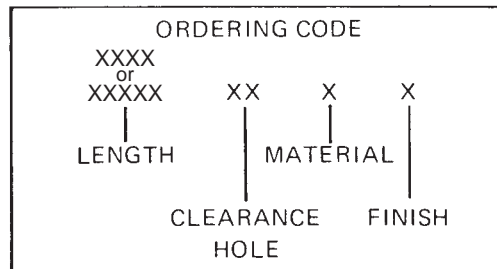 ORDERING CODE
XXXX
or
XXXXX XX X X
LENGTH MATERIAL
CLEARANCE FINISH
HOLE